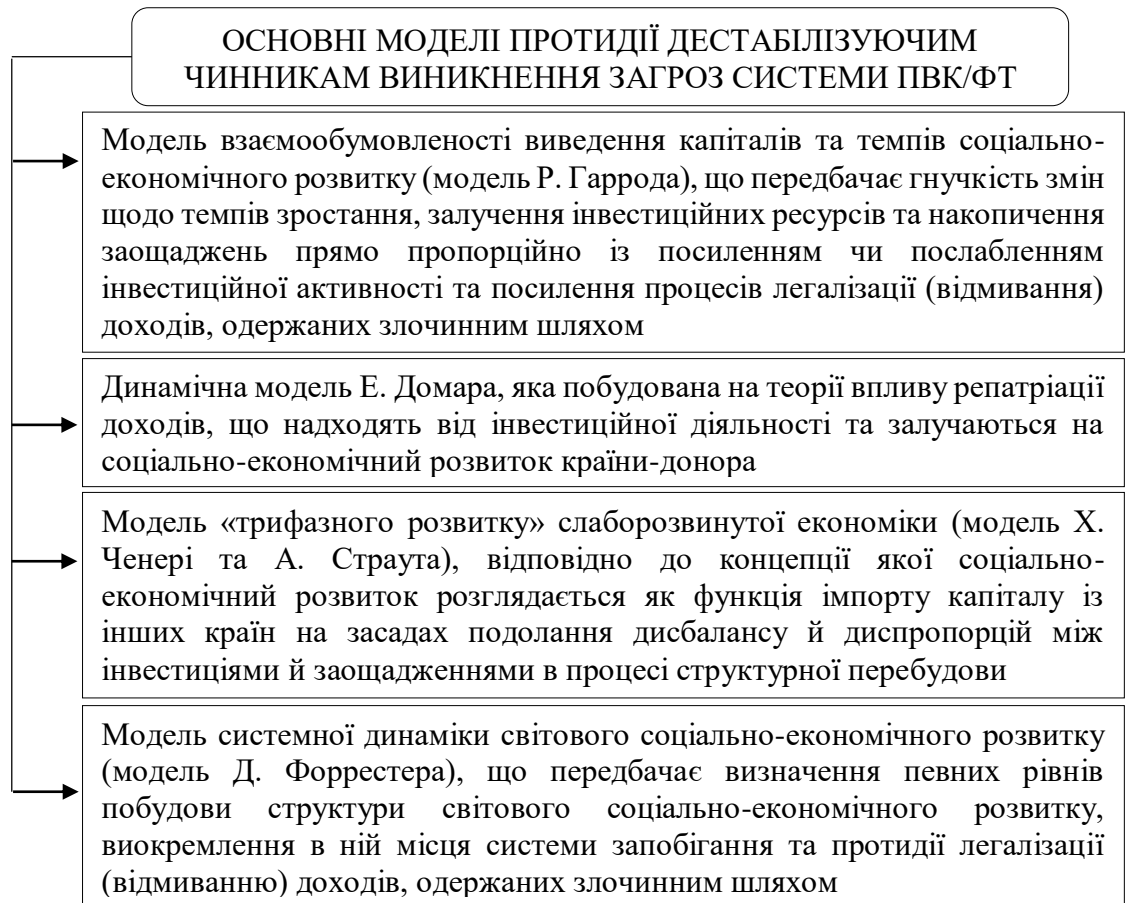 ОСНОВНІ МОДЕЛІ ПРОТИДІЇ ДЕСТАБІЛІЗУЮЧИМ
ЧИННИКАМ ВИНИКНЕННЯ ЗАГРОЗ СИСТЕМИ ПВК/ФТ
Модель взаємообумовленості виведення капіталів та темпів соціально-
економічного розвитку (модель Р. Гаррода), що передбачає гнучкість змін
щодо темпів зростання, залучення інвестиційних ресурсів та накопичення
заощаджень прямо пропорційно із посиленням чи послабленням
інвестиційної активності та посилення процесів легалізації (відмивання)
доходів, одержаних злочинним шляхом
Динамічна модель Е. Домара, яка побудована на теорії впливу репатріації
доходів, що надходять від інвестиційної діяльності та залучаються на
соціально-економічний розвиток країни-донора
Модель «трифазного розвитку» слаборозвинутої економіки (модель Х.
Ченері та А. Страута), відповідно до концепції якої соціально-
економічний розвиток розглядається як функція імпорту капіталу із
інших країн на засадах подолання дисбалансу й диспропорцій між
інвестиціями й заощадженнями в процесі структурної перебудови
Модель системної динаміки світового соціально-економічного розвитку
(модель Д. Форрестера), що передбачає визначення певних рівнів
побудови структури світового соціально-економічного розвитку,
виокремлення в ній місця системи запобігання та протидії легалізації
(відмиванню) доходів, одержаних злочинним шляхом